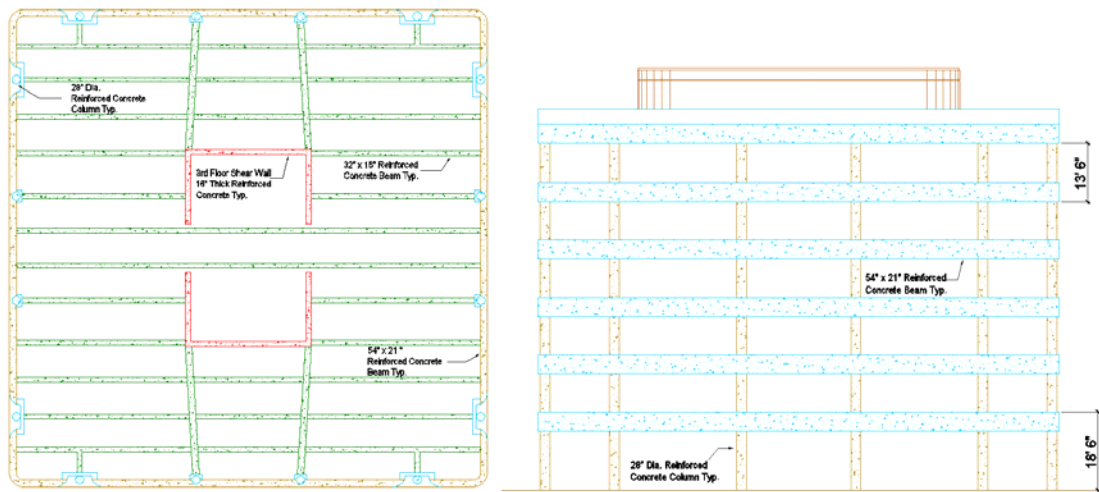 28" Dia.
Reinforced Concrete
Column Typ.
3rd Floor Shear Wall
16" Thick Reinforced
Concrete Typ.
32" x 18" Reinforced
Concrete Beam Typ.
54" x 21 "
Reinforced Concrete
Beam Typ.
13' 6"
54" x 21" Reinforced
Concrete Beam Typ.
28" Dia. Reinforced
Concrete Column Typ.
18' 6"